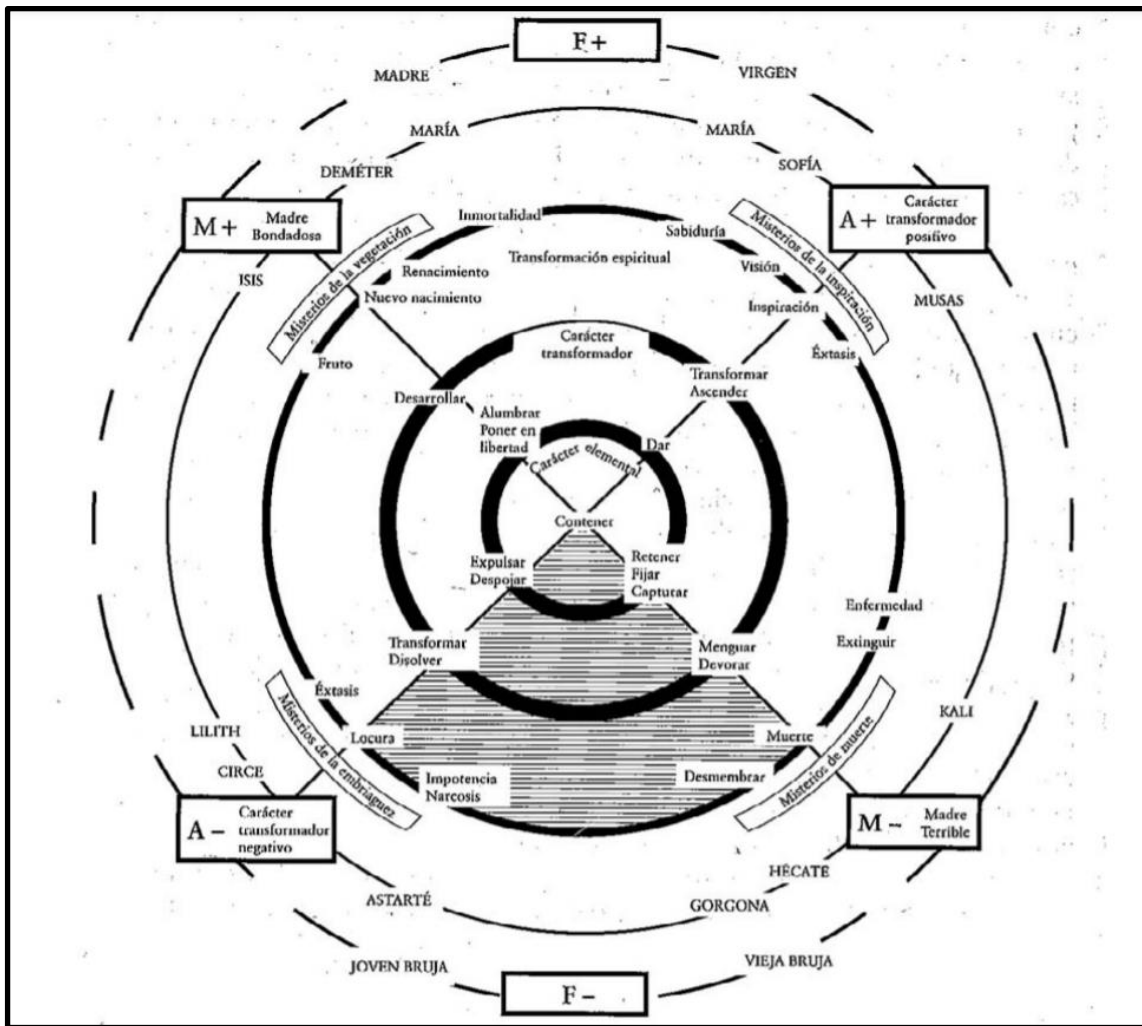 F+
MADRE
VIRGEN
MARÍA
MARÍA
DEMÉTER
SOFÍA
M+
Madre
Bondadosa
A+
Carácter
transformador
positivo
Misterios de la vegetación
Misterios de la inspiración
Inmortalidad
Sabiduría
Transformación espiritual
Renacimiento
Visión
ISIS
Nuevo nacimiento
Inspiración
MUSAS
Fruto
Carácter
transformador
Éxtasis
Desarrollar
Transformar
Ascender
Alumbrar
Poner en
libertad
Dar
Carácter elemental
Contener
Expulsar
Despojar
Retener
Fijar
Capturar
Enfermedad
Transformar
Disolver
Menguar
Devorar
Extinguir
Éxtasis
LILITH
Locura
Muerte
KALI
CIRCE
Misterios de la embriaguez
Impotencia
Narcosis
Desmembrar
Misterios de muerte
A–
Carácter
transformador
negativo
M–
Madre
Terrible
HÉCATE
ASTARTÉ
GORGONA
JOVEN BRUJA
VIEJA BRUJA
F–